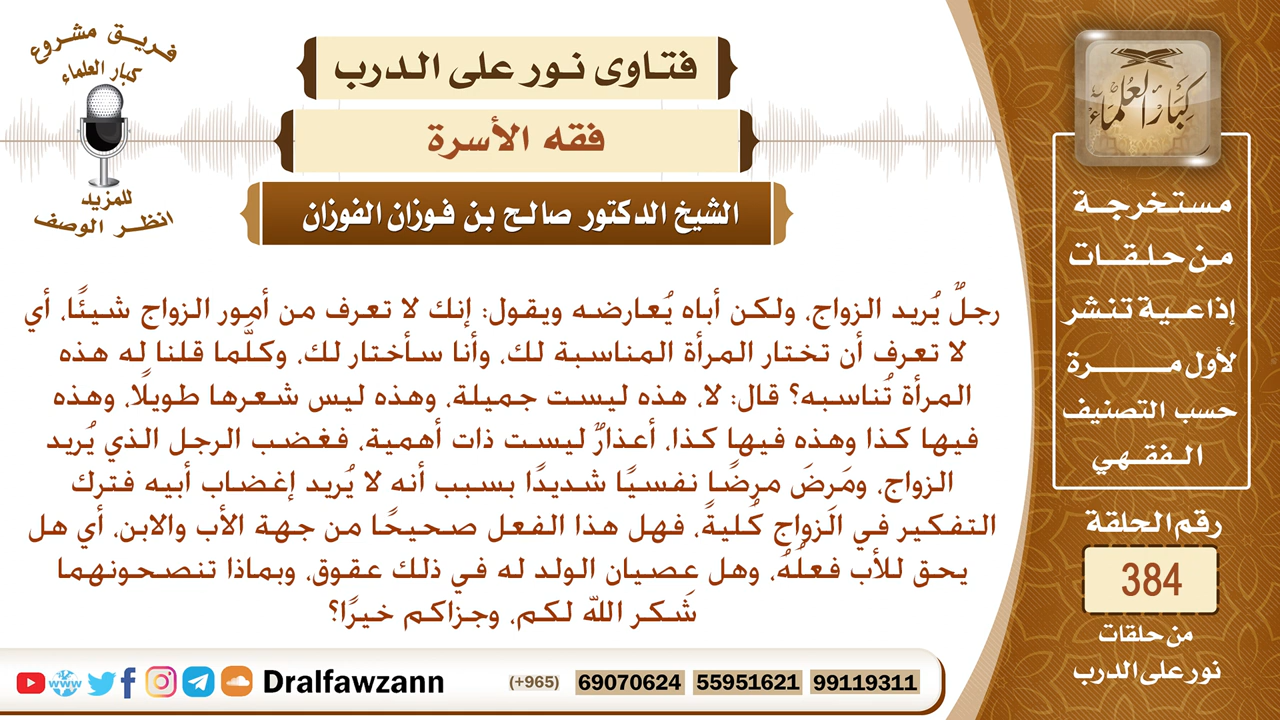 فريق مشروع
كبار العلماء
للمزيد
انظر الوصف
فتاوى نور على الدرب
فقه الأسرة
الشيخ الدكتور صالح بن فوزان الفوزان
رجلٌ يُريد الزواج، ولكن أباه يُعارضه ويقول: إنك لا تعرف من أمور الزواج شيئًا، أي
لا تعرف أن تختار المرأة المناسبة لك، وأنا سأختار لك، وكلَّما قلنا له هذه
المرأة تُناسبه؟ قال: لا، هذه ليست جميلة، وهذه ليس شعرها طويلًا، وهذه
فيها كذا وهذه فيها كذا، أعذارٌ ليست ذات أهمية، فغضب الرجل الذي يُريد
الزواج، ومَرضَ مرضًا نفسيًا شديدًا بسبب أنه لا يُريد إغضاب أبيه فترك
التفكير في الَزواج كُليةً، فهل هذا الفعل صحيحًا من جهة الأب والابن، أي هل
يحق للأب فعلُهُ، وهل عصيان الولد له في ذلك عقوق، وبماذا تنصحونهما
شَكر الله لكم، وجزاكم خيرًا؟
كبار العلماء
مستخرجة
من حلقات
إذاعية تنشر
لأول مرة
حسب التصنيف
الفقهي
رقم الحلقة
384
من حلقات
نور على الدرب
www
Dralfawzann
(+965) 69070624 55951621 99119311